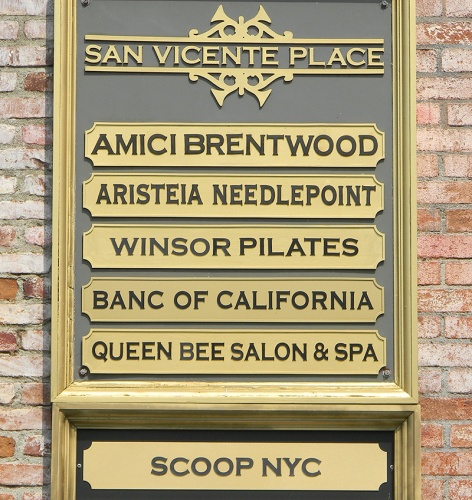 SAN VICENTE PLACE
AMICI BRENTWOOD
ARISTEIA NEEDLEPOINT
WINSOR PILATES
BANC OF CALIFORNIA
QUEEN BEE SALON & SPA
SCOOP NYC